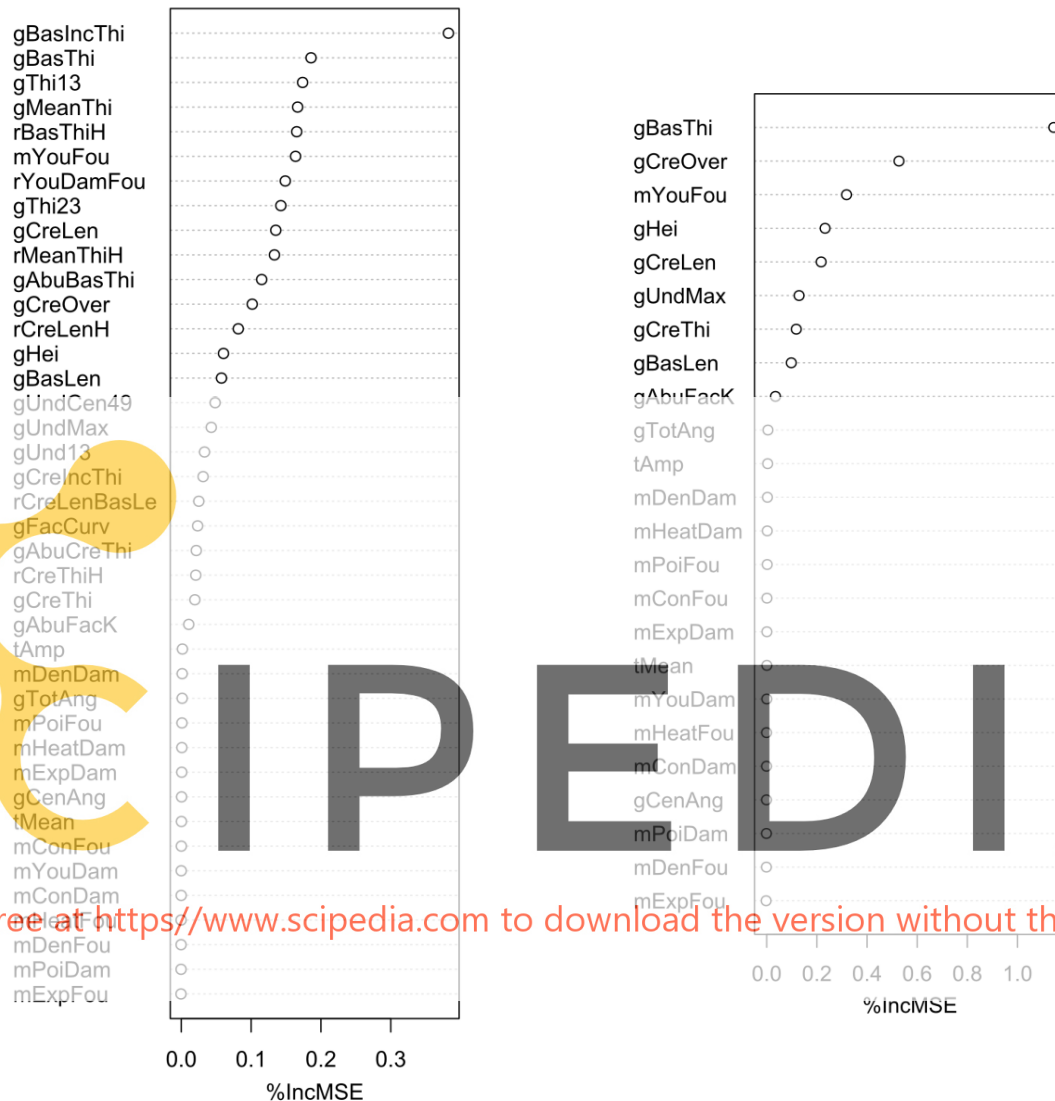 gBasIncThi
gBasThi
gThi13
gMeanThi
rBasThiH
mYouFou
rYouDamFou
gThi23
gCreLen
rMeanThiH
gAbuBasThi
gCreOver
rCreLenH
gHei
gBasLen
gUndCen49
gUndMax
gUnd13
gCreIncThi
rCreLenBasLe
gFacCurv
gAbuCreThi
rCreThiH
gCreThi
gAbuFacK
tAmp
mDenDam
gTotAng
mPoiFou
mHeatDam
mExpDam
gCenAng
tMean
mConFou
mYouDam
mConDam
mHeatFou
mDenFou
mPoiDam
mExpFou
0.0 0.1 0.2 0.3
%IncMSE
gBasThi
gCreOver
mYouFou
gHei
gCreLen
gUndMax
gCreThi
gBasLen
gAbuFacK
gTotAng
tAmp
mDenDam
mHeatDam
mPoiFou
mConFou
mExpDam
tMean
mYouDam
mHeatFou
mConDam
gCenAng
mPoiDam
mDenFou
mExpFou
0.0 0.2 0.4 0.6 0.8 1.0
%IncMSE
CIPEDI
ree at https//www.scipedia.com to download the version without th